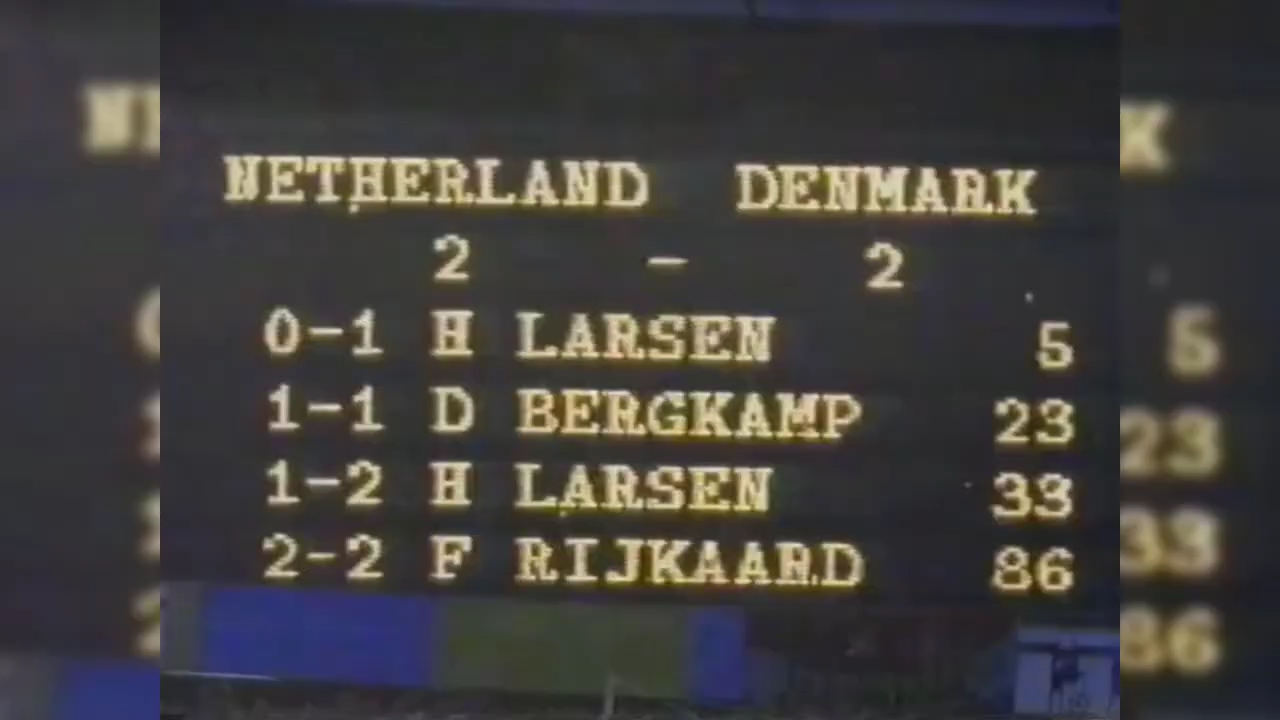 NETHERLAND DENMARK
2 - 2
0-1 H LARSEN 5
1-1 D BERGKAMP 23
1-2 H LARSEN 33
2-2 F RIJKAARD 86